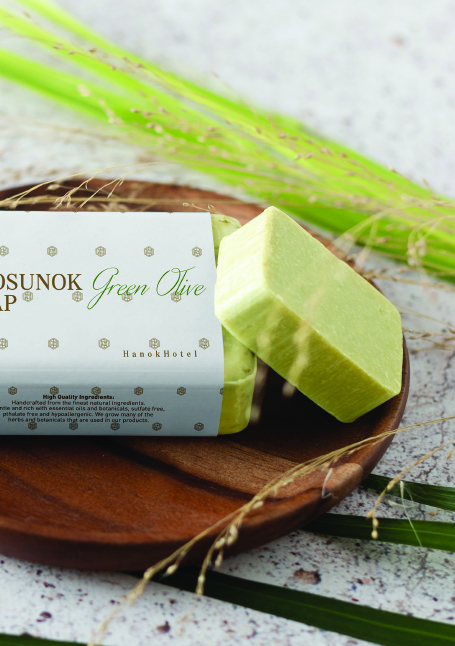 OSUNOK Green Olive
AP
HanokHotel
High Quality Ingredients:
Handcrafted from the finest natural ingredients.
ntle and rich with essential oils and botanicals, sulfate free,
phtelate free and hypoallergenic. We grow many of the
herbs and botanicals that are used in our products.